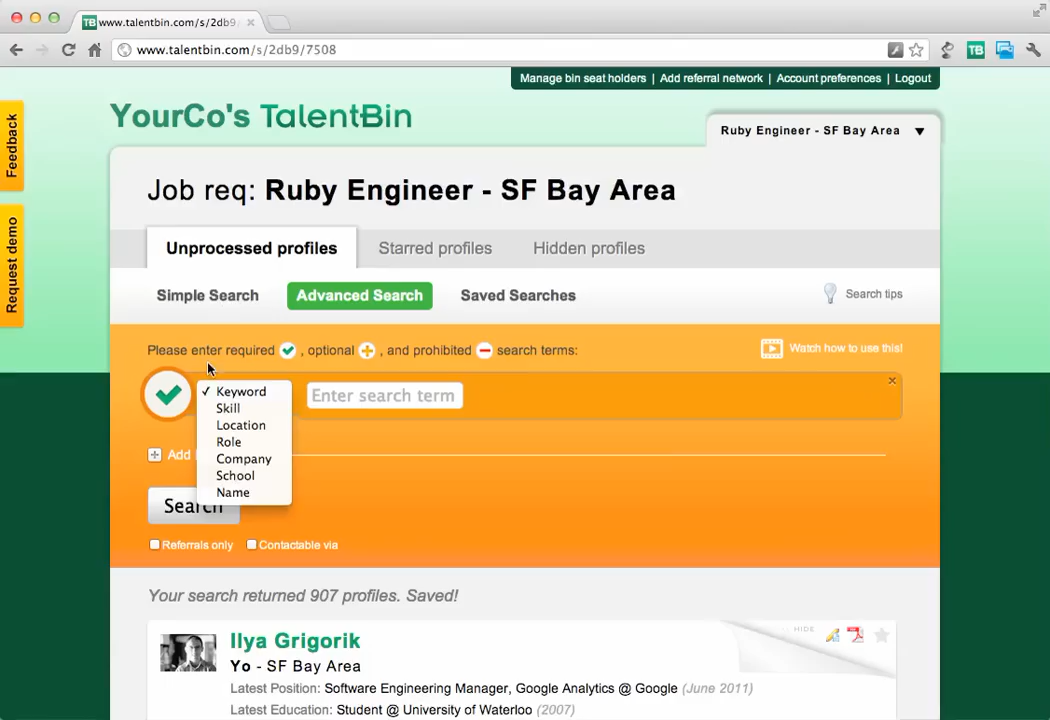 www.talentbin.com/s/2db9/
www.talentbin.com/s/2db9/7508
TB
Manage bin seat holders | Add referral network | Account preferences | Logout
Feedback
Request demo
YourCo's TalentBin
Ruby Engineer - SF Bay Area ▼
Job req: Ruby Engineer - SF Bay Area
Unprocessed profiles Starred profiles Hidden profiles
Simple Search Advanced Search Saved Searches Search tips
Please enter required ✓ , optional + , and prohibited − search terms: Watch how to use this!
✓ Keyword
Enter search term
Skill
Location
Role
Company
School
Name
Add
Search
Referrals only Contactable via
Your search returned 907 profiles. Saved!
HIDE
Ilya Grigorik
Yo - SF Bay Area
Latest Position: Software Engineering Manager, Google Analytics @ Google (June 2011)
Latest Education: Student @ University of Waterloo (2007)